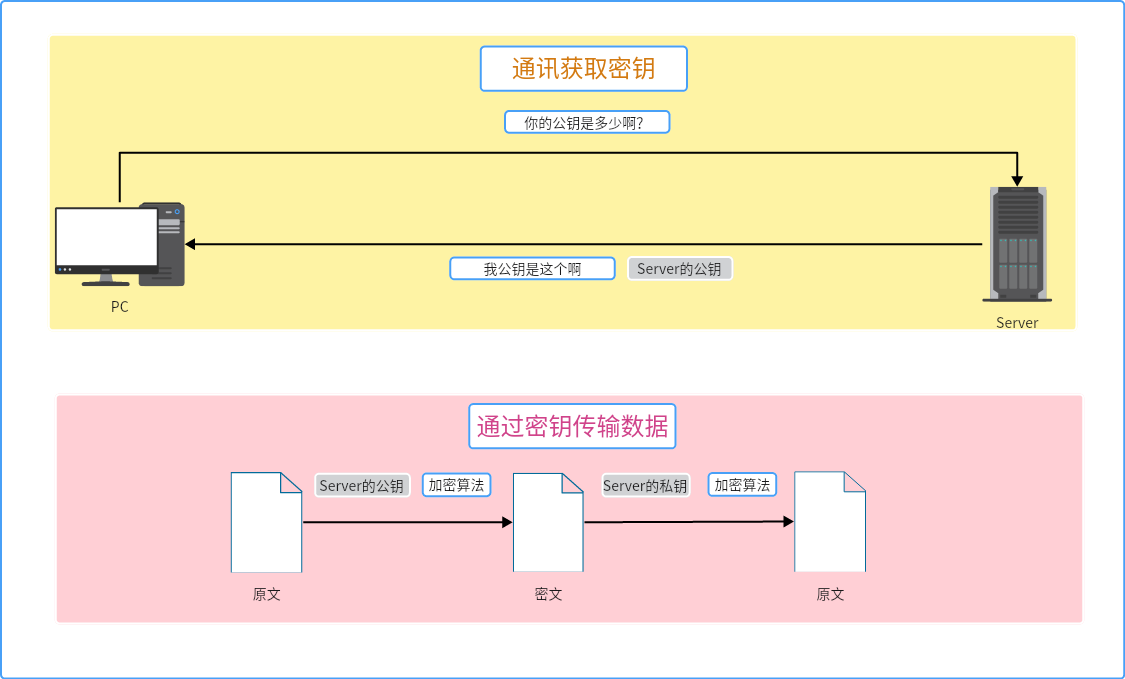 通讯获取密钥
你的公钥是多少啊?
我公钥是这个啊
Server的公钥
PC
Server
通过密钥传输数据
Server的公钥
加密算法
Server的私钥
加密算法
原文
密文
原文